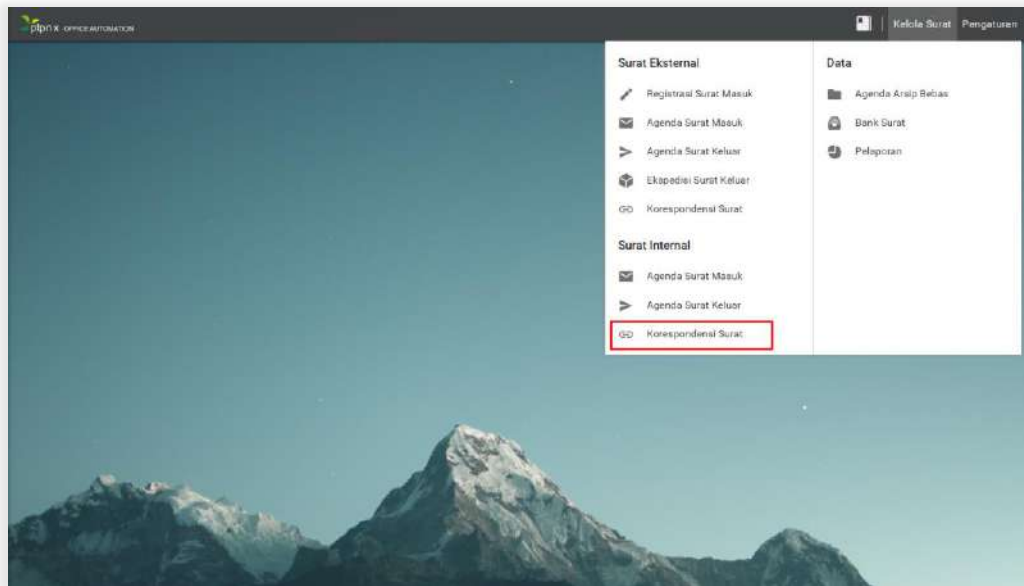 ptpn x OFFICE AUTOMATION
Kelola Surat
Pengaturan
Surat Eksternal
Registrasi Surat Masuk
Agenda Surat Masuk
Agenda Surat Keluar
Ekspedisi Surat Keluar
Korespondensi Surat
Surat Internal
Agenda Surat Masuk
Agenda Surat Keluar
Korespondensi Surat
Data
Agenda Arsip Bebas
Bank Surat
Pelaporan